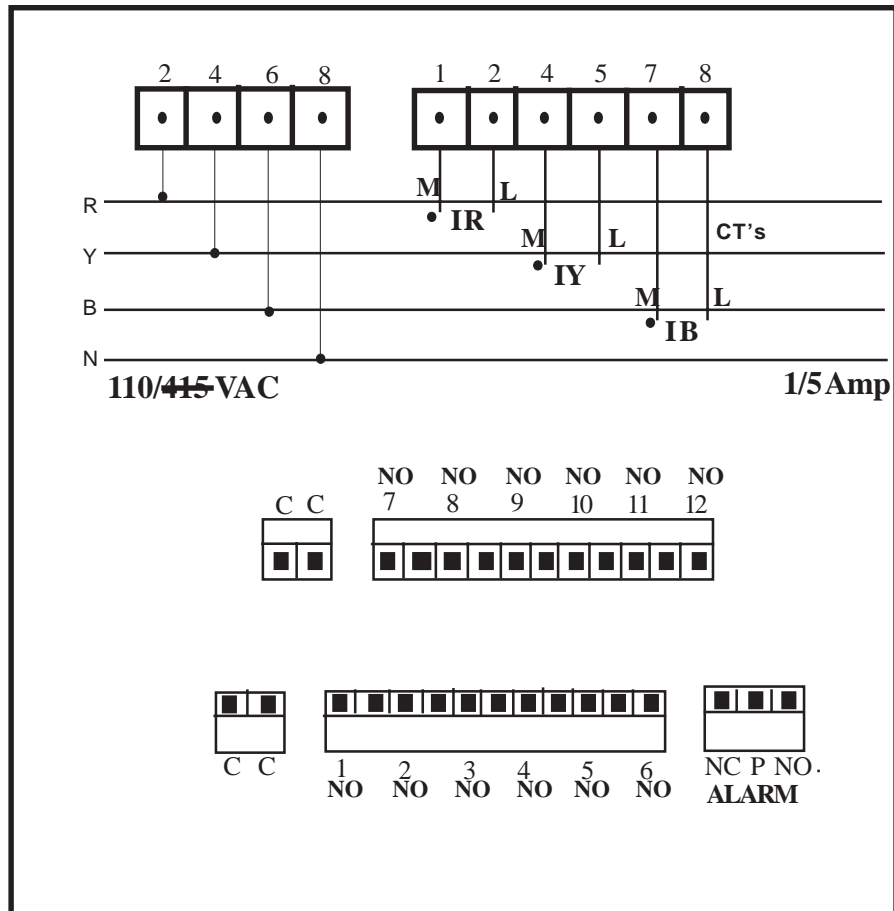 2 4 6 8 1 2 4 5 7 8
R M IR L
Y M IY L CT's
B M IB L
N
110/415 VAC 1/5 Amp
NO NO NO NO NO NO
C C 7 8 9 10 11 12
C C 1 2 3 4 5 6 NC P NO.
NO NO NO NO NO NO ALARM